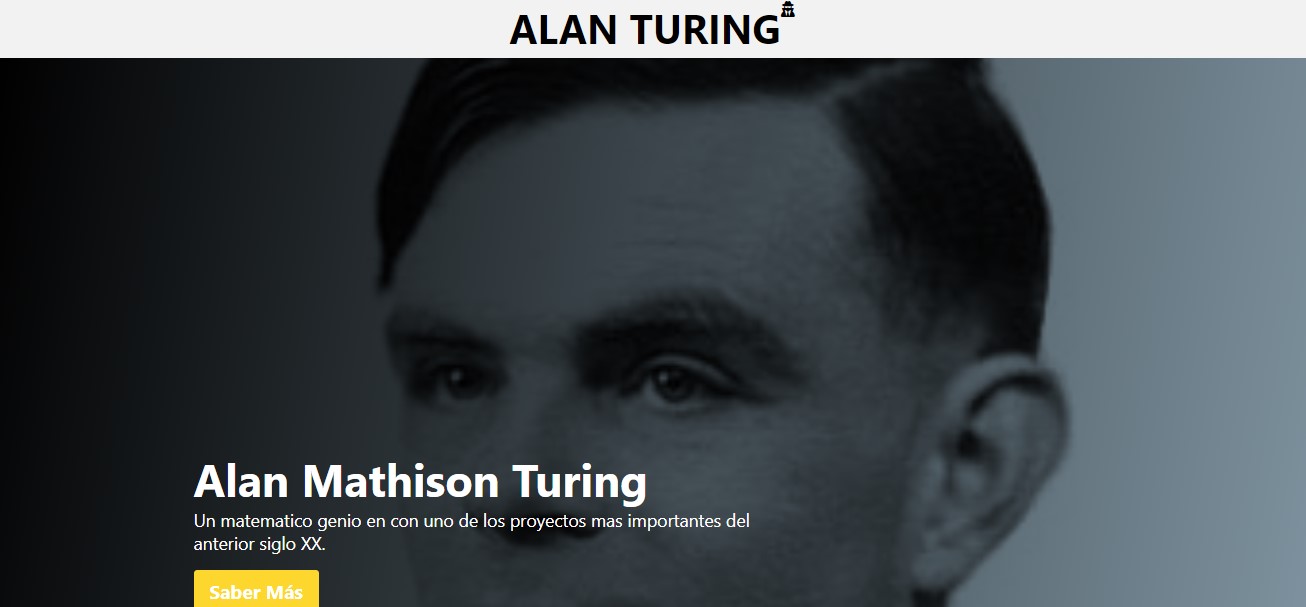 ALAN TURING
Alan Mathison Turing
Un matematico genio en con uno de los proyectos mas importantes del
anterior siglo XX.
Saber Más